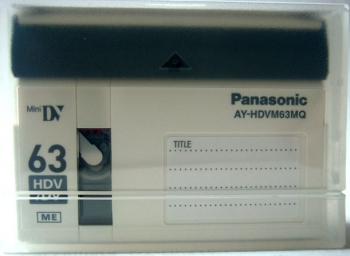 Panasonic
AY-HDVM63MQ
Mini DV
63
HDV
ME
TITLE